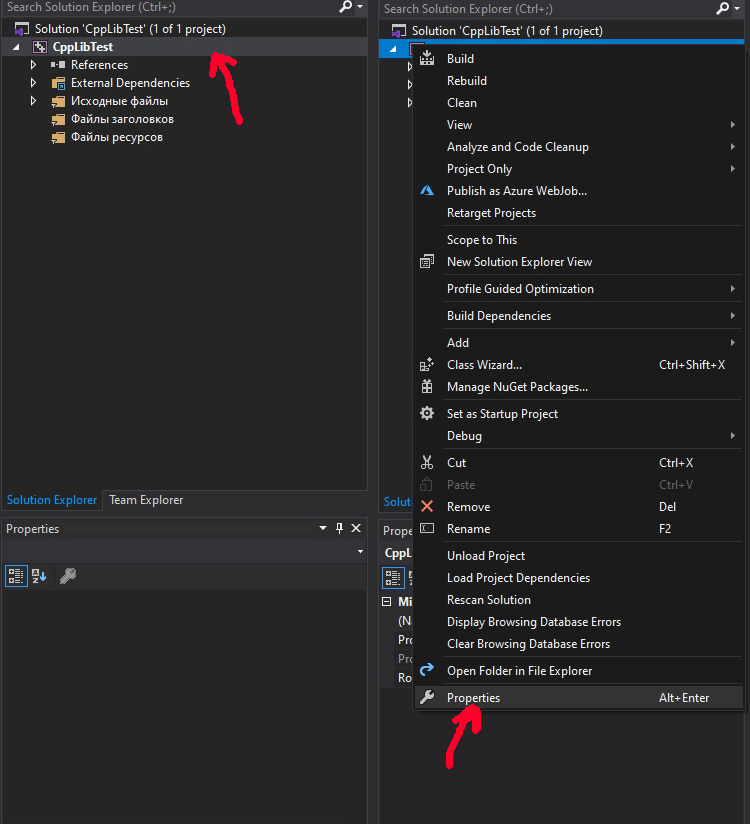 Search Solution Explorer (Ctrl+;)
Solution 'CppLibTest' (1 of 1 project)
CppLibTest
References
External Dependencies
Исходные файлы
Файлы заголовков
Файлы ресурсов
Solution Explorer
Team Explorer
Properties
Search Solution Explorer (Ctrl+;)
Solution 'CppLibTest' (1 of 1 project)
Build
Rebuild
Clean
View
Analyze and Code Cleanup
Project Only
Publish as Azure WebJob...
Retarget Projects
Scope to This
New Solution Explorer View
Profile Guided Optimization
Build Dependencies
Add
Class Wizard... Ctrl+Shift+X
Manage NuGet Packages...
Set as Startup Project
Debug
Cut Ctrl+X
Paste Ctrl+V
Remove Del
Rename F2
Unload Project
Load Project Dependencies
Rescan Solution
Display Browsing Database Errors
Clear Browsing Database Errors
Open Folder in File Explorer
Properties Alt+Enter
Solut
Prope
CppL
Mi
(Na
Pro
Pro
Ro